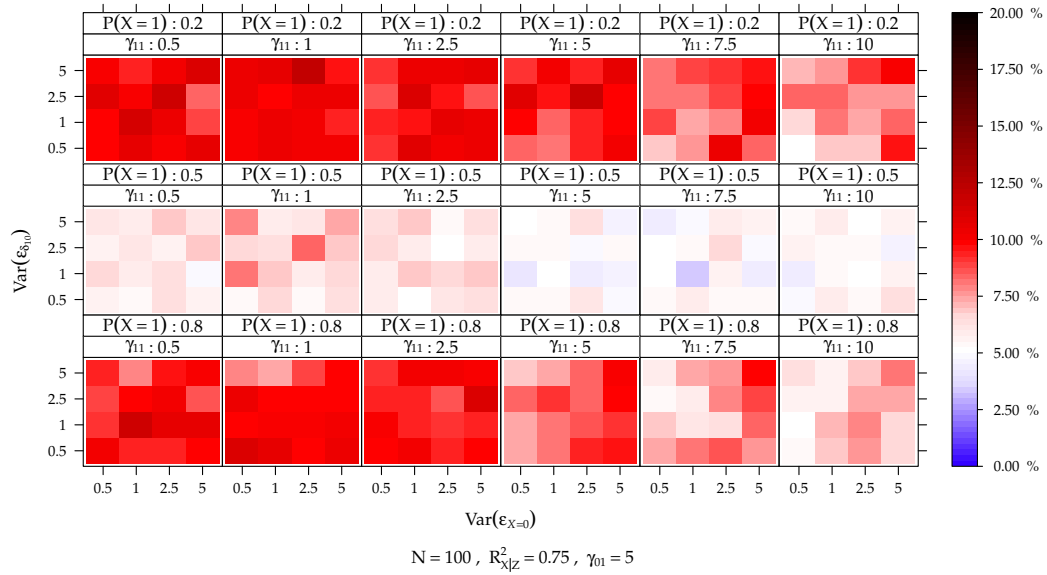 P(X = 1) : 0.2 P(X = 1) : 0.2 P(X = 1) : 0.2 P(X = 1) : 0.2 P(X = 1) : 0.2 P(X = 1) : 0.2
γ₁₁ : 0.5 γ₁₁ : 1 γ₁₁ : 2.5 γ₁₁ : 5 γ₁₁ : 7.5 γ₁₁ : 10
5
2.5
1
0.5
P(X = 1) : 0.5 P(X = 1) : 0.5 P(X = 1) : 0.5 P(X = 1) : 0.5 P(X = 1) : 0.5 P(X = 1) : 0.5
γ₁₁ : 0.5 γ₁₁ : 1 γ₁₁ : 2.5 γ₁₁ : 5 γ₁₁ : 7.5 γ₁₁ : 10
5
2.5
1
0.5
P(X = 1) : 0.8 P(X = 1) : 0.8 P(X = 1) : 0.8 P(X = 1) : 0.8 P(X = 1) : 0.8 P(X = 1) : 0.8
γ₁₁ : 0.5 γ₁₁ : 1 γ₁₁ : 2.5 γ₁₁ : 5 γ₁₁ : 7.5 γ₁₁ : 10
5
2.5
1
0.5
Var(ε_{δ₁₀})
0.5 1 2.5 5 0.5 1 2.5 5 0.5 1 2.5 5 0.5 1 2.5 5 0.5 1 2.5 5 0.5 1 2.5 5
Var(ε_{X=0})
N = 100 , R²_{X|Z} = 0.75 , γ₀₁ = 5
20.00 %
17.50 %
15.00 %
12.50 %
10.00 %
7.50 %
5.00 %
2.50 %
0.00 %